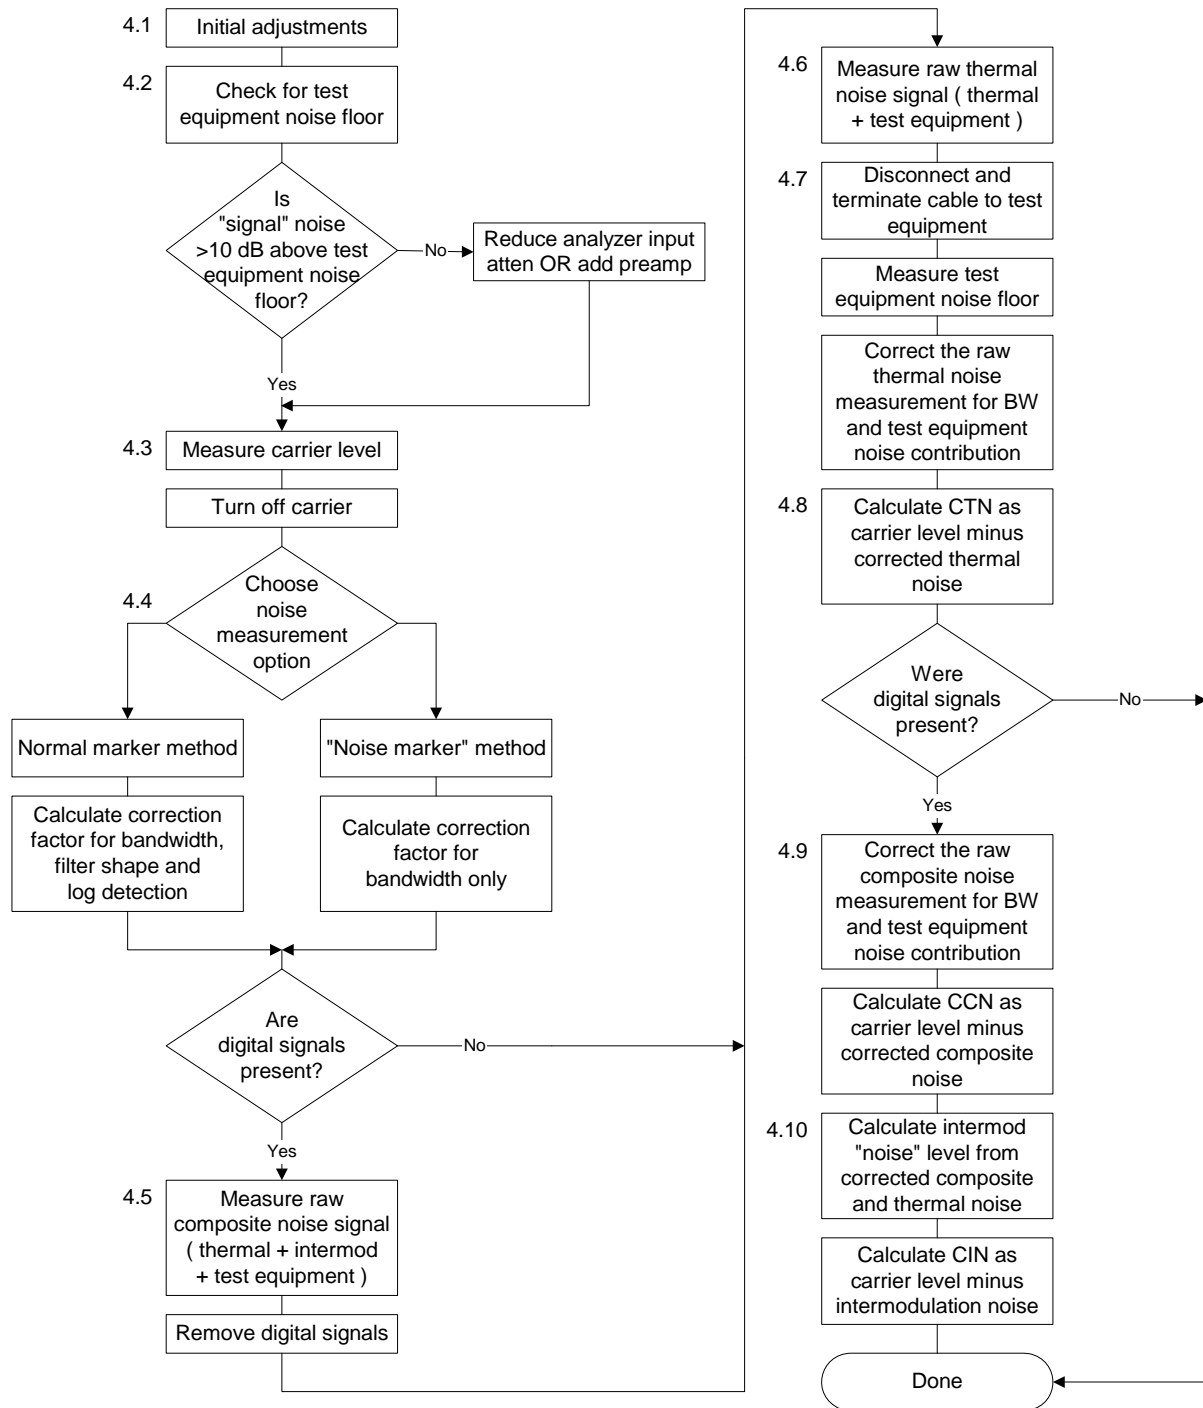 4.1
Initial adjustments
4.2
Check for test
equipment noise floor
Is
"signal" noise
>10 dB above test
equipment noise
floor?
No
Reduce analyzer input
atten OR add preamp
Yes
4.3
Measure carrier level
Turn off carrier
4.4
Choose
noise
measurement
option
Normal marker method
"Noise marker" method
Calculate correction
factor for bandwidth,
filter shape and
log detection
Calculate correction
factor for
bandwidth only
Are
digital signals
present?
No
Yes
4.5
Measure raw
composite noise signal
( thermal + intermod
+ test equipment )
Remove digital signals
4.6
Measure raw thermal
noise signal ( thermal
+ test equipment )
4.7
Disconnect and
terminate cable to test
equipment
Measure test
equipment noise floor
Correct the raw
thermal noise
measurement for BW
and test equipment
noise contribution
4.8
Calculate CTN as
carrier level minus
corrected thermal
noise
Were
digital signals
present?
No
Yes
4.9
Correct the raw
composite noise
measurement for BW
and test equipment
noise contribution
Calculate CCN as
carrier level minus
corrected composite
noise
4.10
Calculate intermod
"noise" level from
corrected composite
and thermal noise
Calculate CIN as
carrier level minus
intermodulation noise
Done